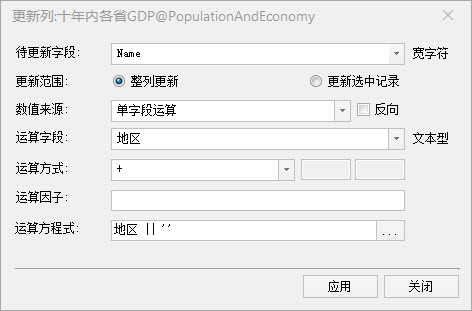 更新列:十年内各省GDP@PopulationAndEconomy
待更新字段: Name 宽字符
更新范围: 整列更新 更新选中记录
数值来源: 单字段运算 反向
运算字段: 地区 文本型
运算方式: +
运算因子:
运算方程式: 地区 || '' ...
应用 关闭